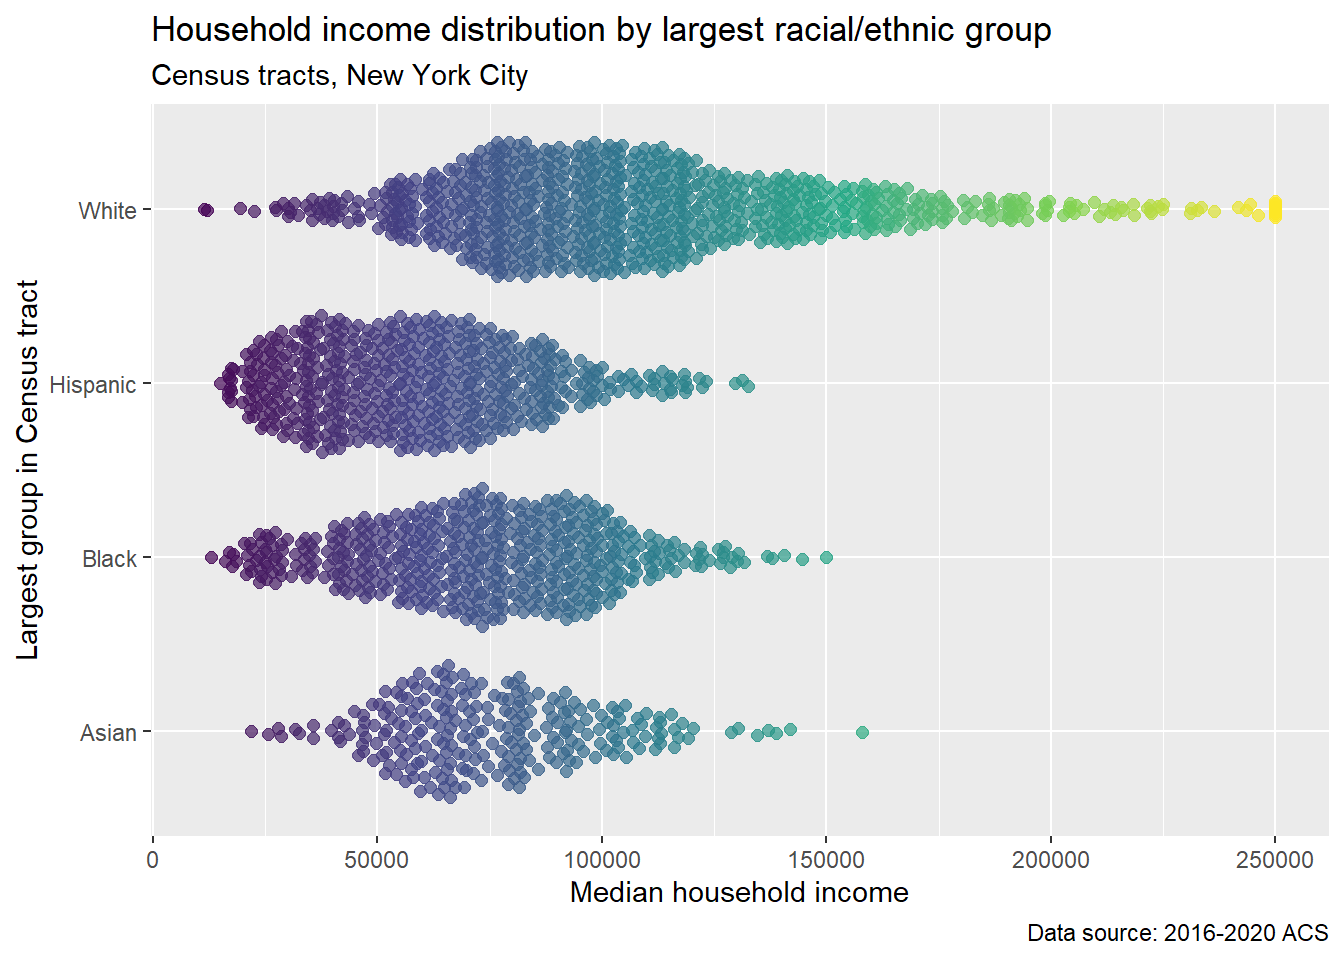 Household income distribution by largest racial/ethnic group
Census tracts, New York City
Largest group in Census tract
White
Hispanic
Black
Asian
0 50000 100000 150000 200000 250000
Median household income
Data source: 2016-2020 ACS